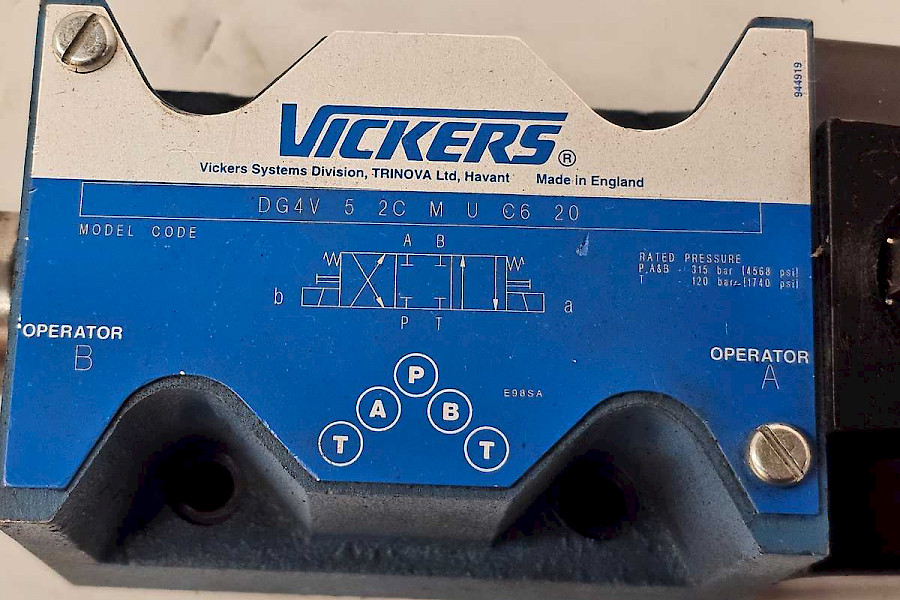 944919
VICKERS®
Vickers Systems Division, TRINOVA Ltd, Havant Made in England
DG4V 5 2C M U C6 20
MODEL CODE
A B
RATED PRESSURE
P,A&B - 315 bar (4568 psi)
T - 120 bar (1740 psi)
b a
P T
OPERATOR
B
OPERATOR
A
P
A B
T T
E98SA